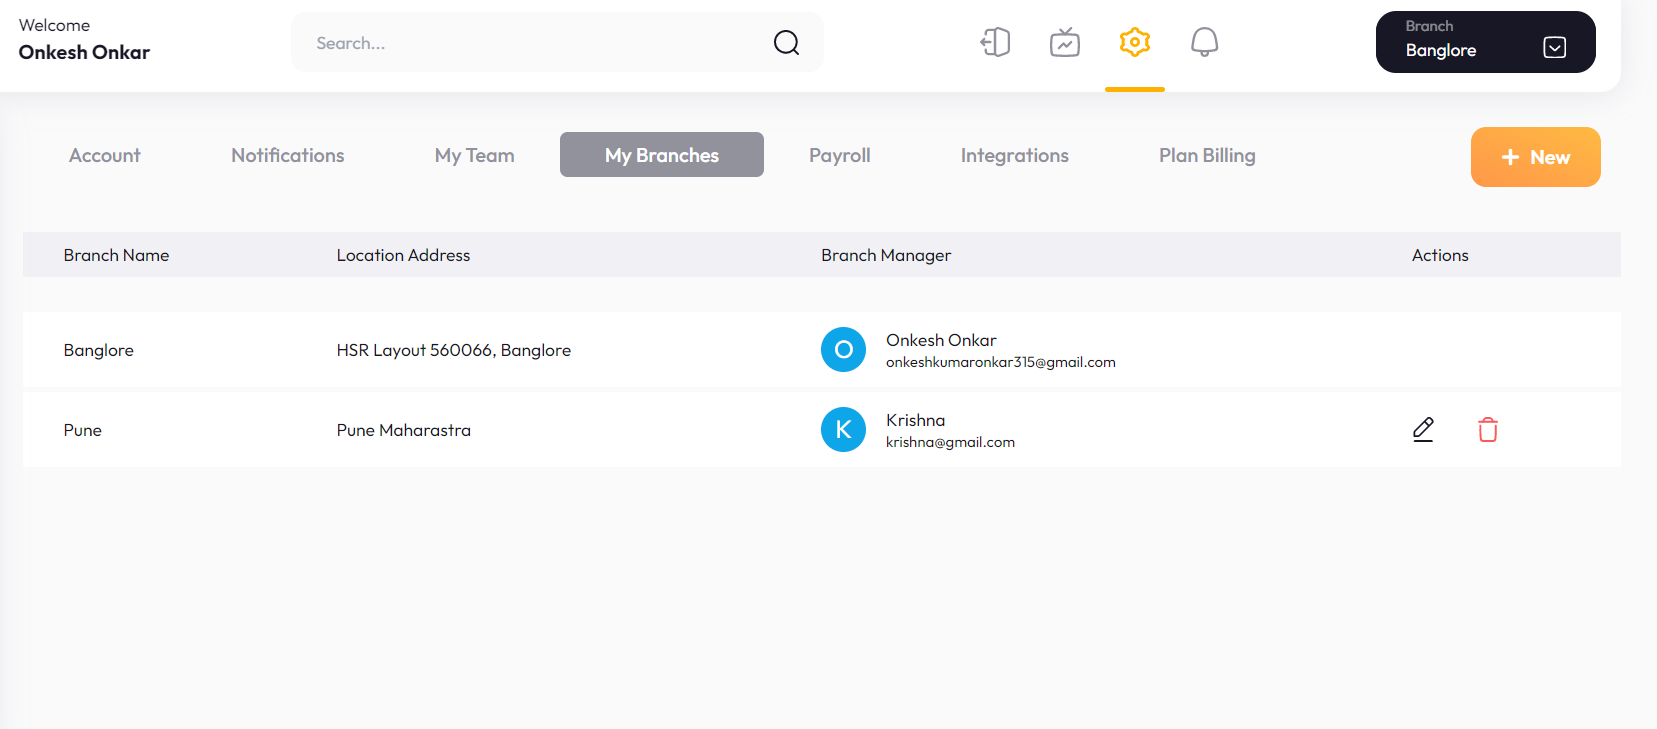 Welcome
Onkesh Onkar
Search...
Branch
Banglore
Account Notifications My Team My Branches Payroll Integrations Plan Billing
+ New
Branch Name Location Address Branch Manager Actions
Banglore HSR Layout 560066, Banglore O Onkesh Onkar
onkeshkumaronkar315@gmail.com
Pune Pune Maharastra K Krishna
krishna@gmail.com